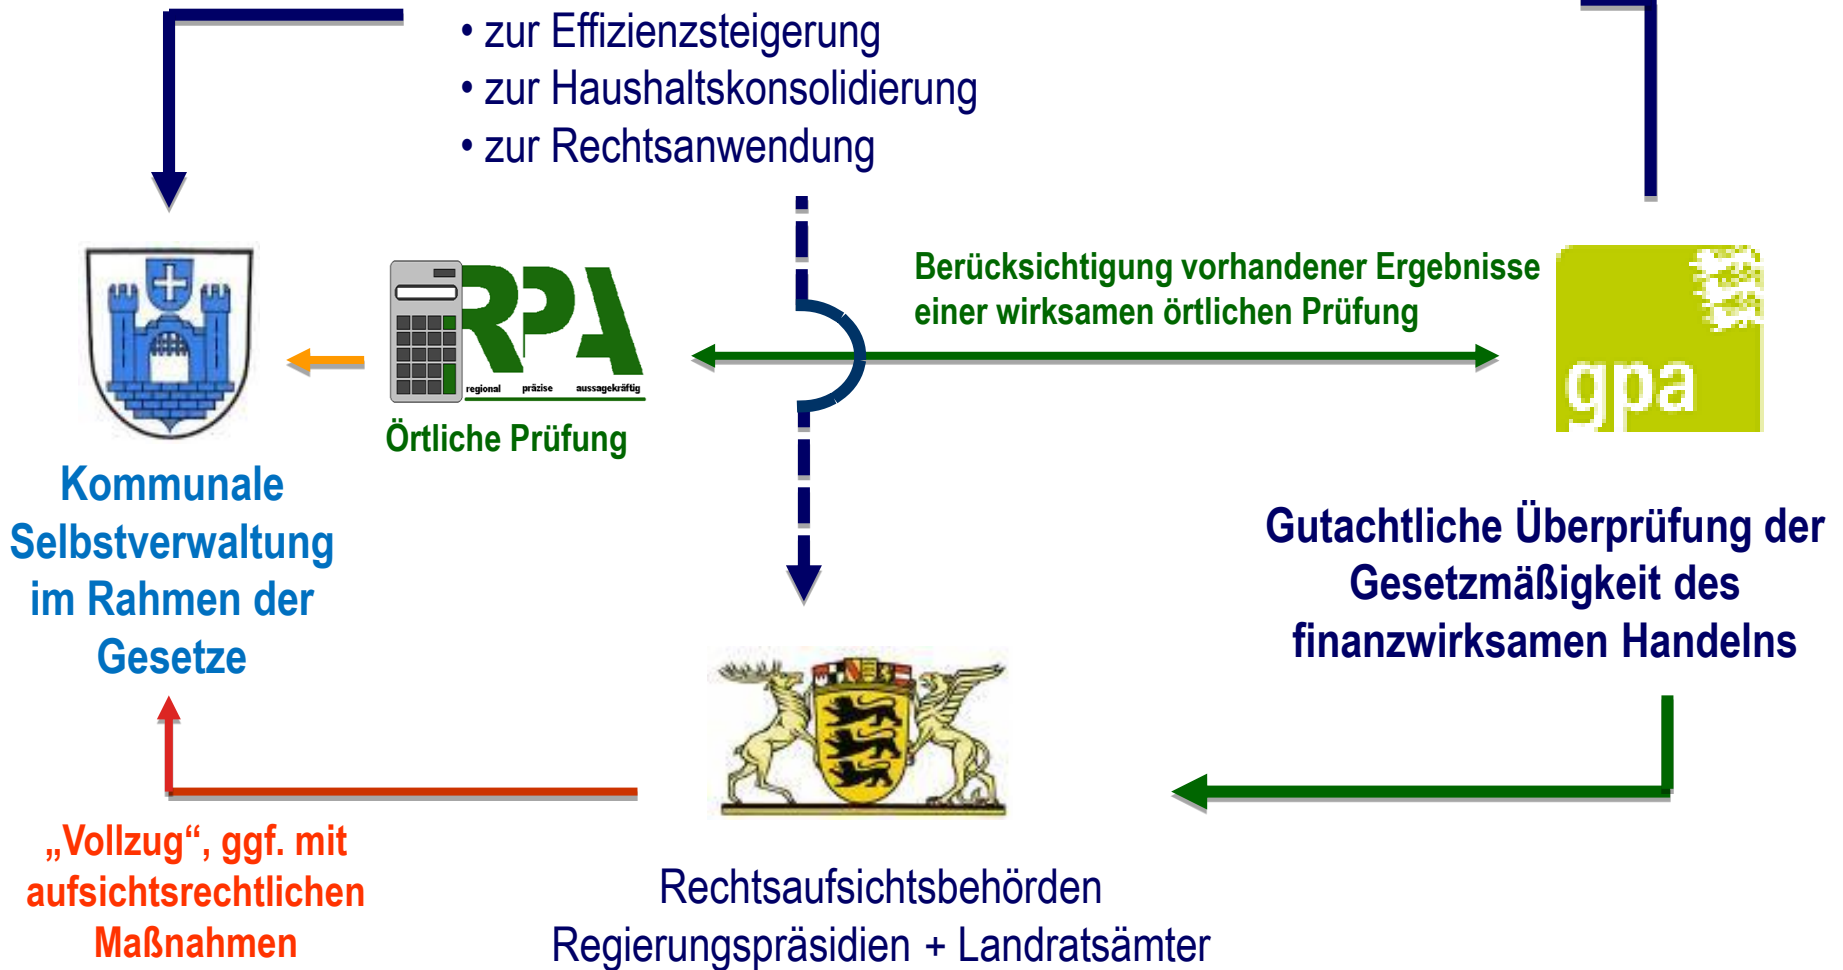 • zur Effizienzsteigerung
• zur Haushaltskonsolidierung
• zur Rechtsanwendung
Berücksichtigung vorhandener Ergebnisse
einer wirksamen örtlichen Prüfung
RPA
regional präzise aussagekräftig
Örtliche Prüfung
gpa
Kommunale
Selbstverwaltung
im Rahmen der
Gesetze
Gutachtliche Überprüfung der
Gesetzmäßigkeit des
finanzwirksamen Handelns
„Vollzug“, ggf. mit
aufsichtsrechtlichen
Maßnahmen
Rechtsaufsichtsbehörden
Regierungspräsidien + Landratsämter